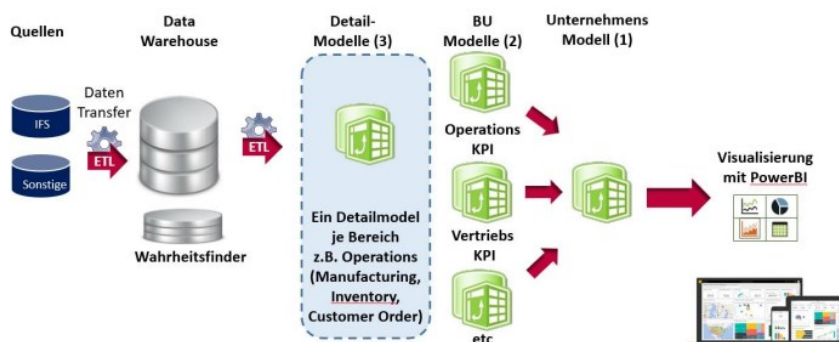 Quellen
Data
Warehouse
Detail-
Modelle (3)
BU
Modelle (2)
Unternehmens
Modell (1)
IFS
Sonstige
Daten
Transfer
ETL
Wahrheitsfinder
ETL
Ein Detailmodel
je Bereich
z.B. Operations
(Manufacturing,
Inventory,
Customer Order)
Operations
KPI
Vertriebs
KPI
etc
Visualisierung
mit PowerBI